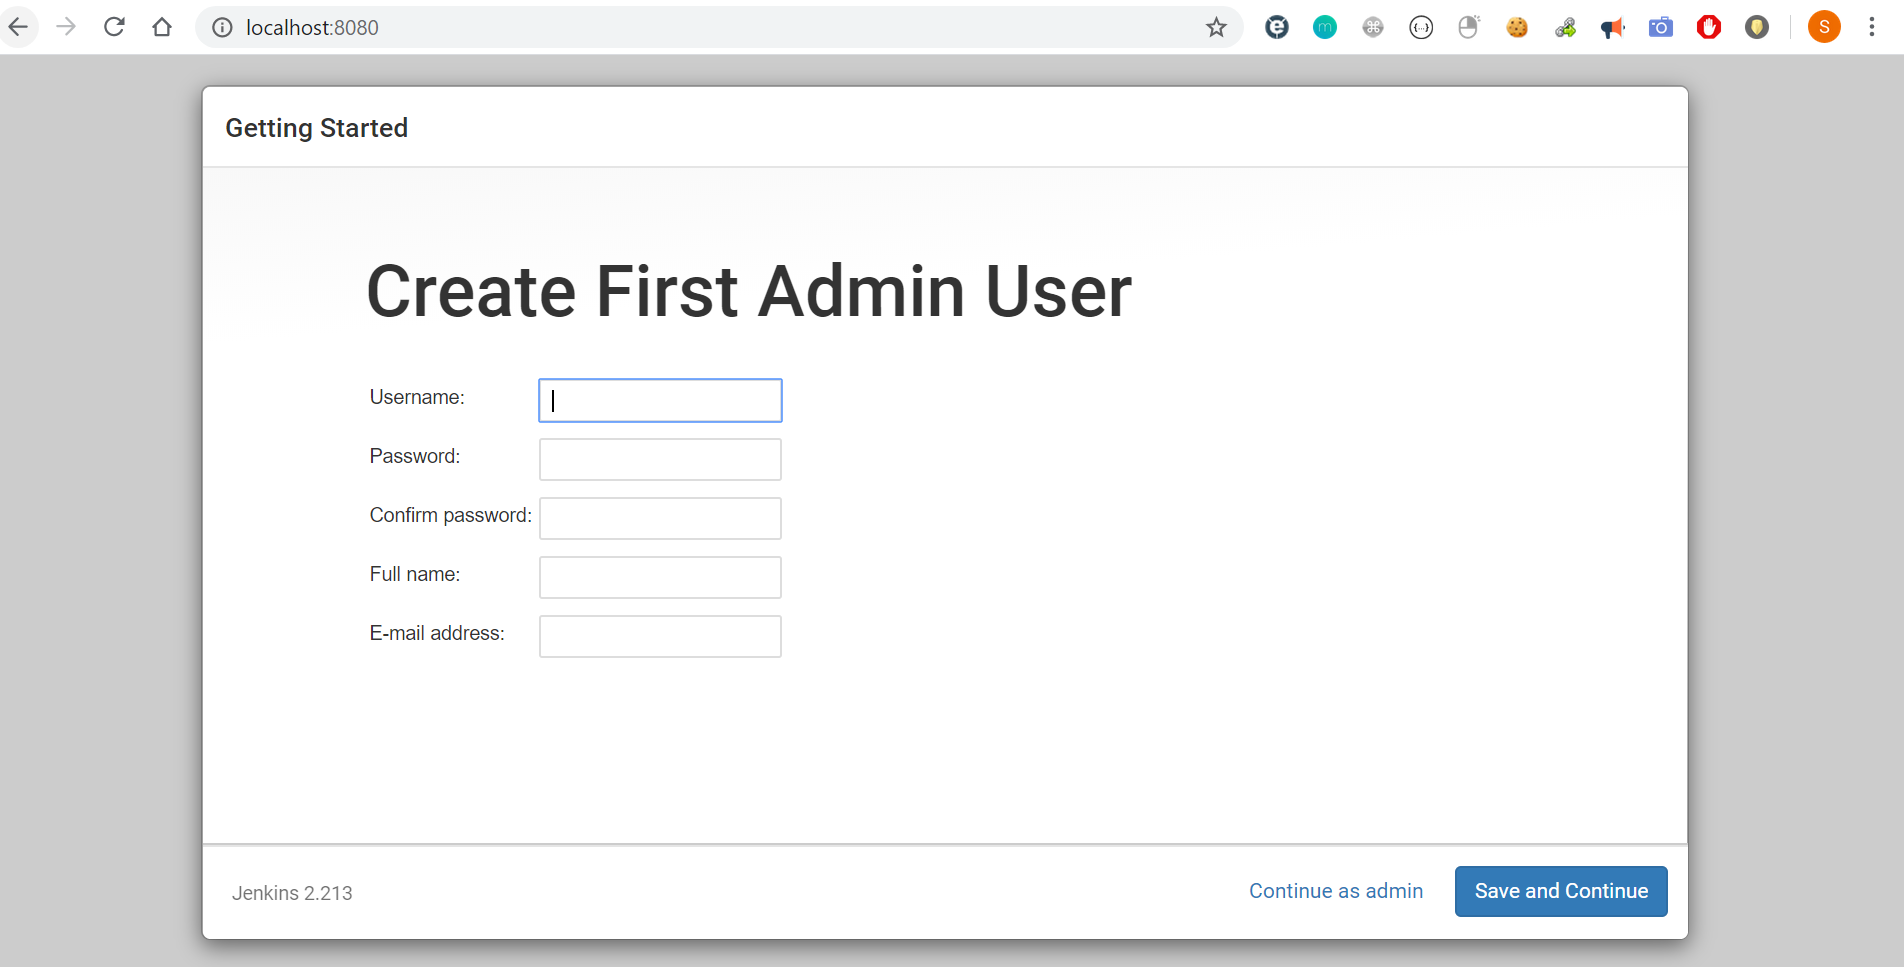 localhost:8080
S
Getting Started
Create First Admin User
Username:
Password:
Confirm password:
Full name:
E-mail address:
Jenkins 2.213
Continue as admin
Save and Continue